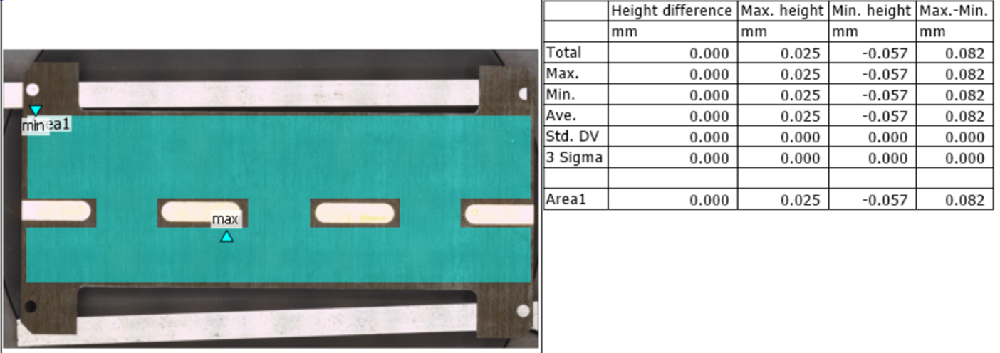 Height difference Max. height Min. height Max.-Min.
mm mm mm mm
Total 0.000 0.025 -0.057 0.082
Max. 0.000 0.025 -0.057 0.082
Min. 0.000 0.025 -0.057 0.082
Ave. 0.000 0.025 -0.057 0.082
Std. DV 0.000 0.000 0.000 0.000
3 Sigma 0.000 0.000 0.000 0.000
Area1 0.000 0.025 -0.057 0.082
min ea1
max